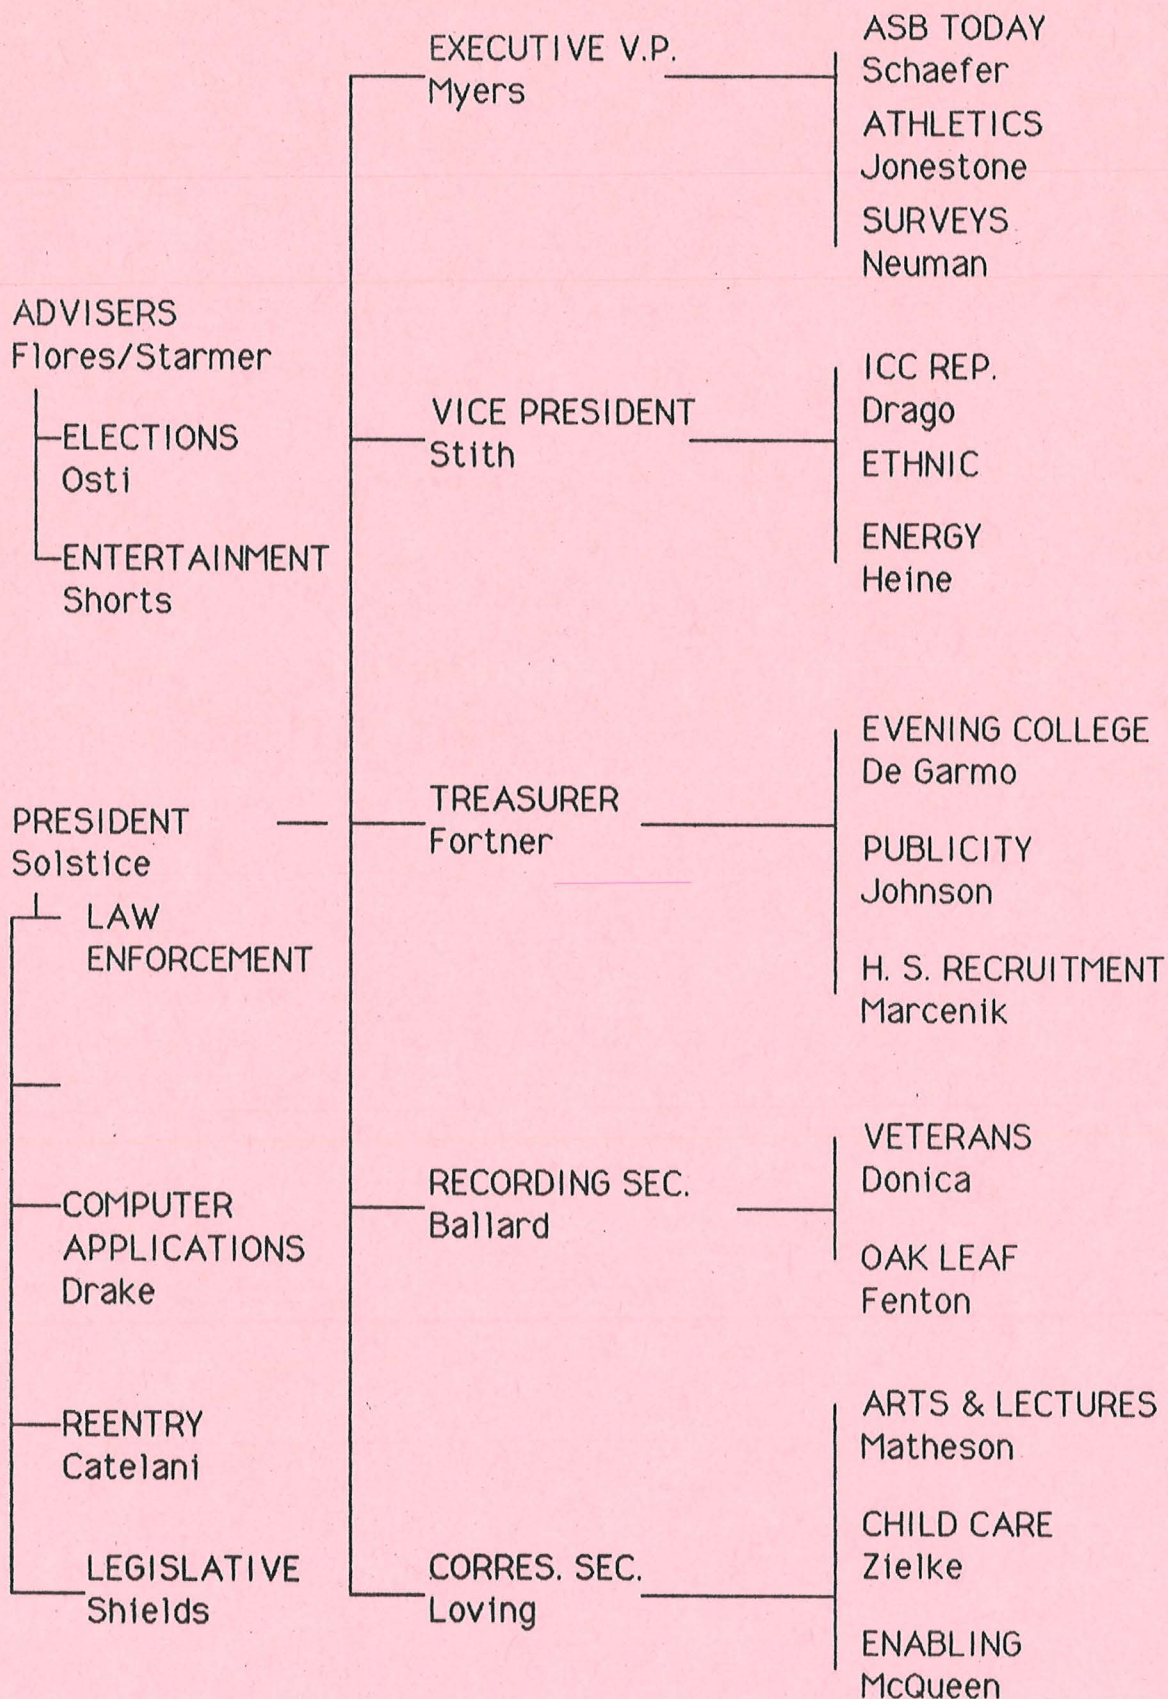 ADVISERS
Flores/Starmer
ELECTIONS
Osti
ENTERTAINMENT
Shorts
PRESIDENT
Solstice
LAW
ENFORCEMENT
COMPUTER
APPLICATIONS
Drake
REENTRY
Catelani
LEGISLATIVE
Shields
EXECUTIVE V.P.
Myers
VICE PRESIDENT
Stith
TREASURER
Fortner
RECORDING SEC.
Ballard
CORRES. SEC.
Loving
ASB TODAY
Schaefer
ATHLETICS
Jonestone
SURVEYS
Neuman
ICC REP.
Drago
ETHNIC
ENERGY
Heine
EVENING COLLEGE
De Garmo
PUBLICITY
Johnson
H. S. RECRUITMENT
Marcenik
VETERANS
Donica
OAK LEAF
Fenton
ARTS & LECTURES
Matheson
CHILD CARE
Zielke
ENABLING
McQueen